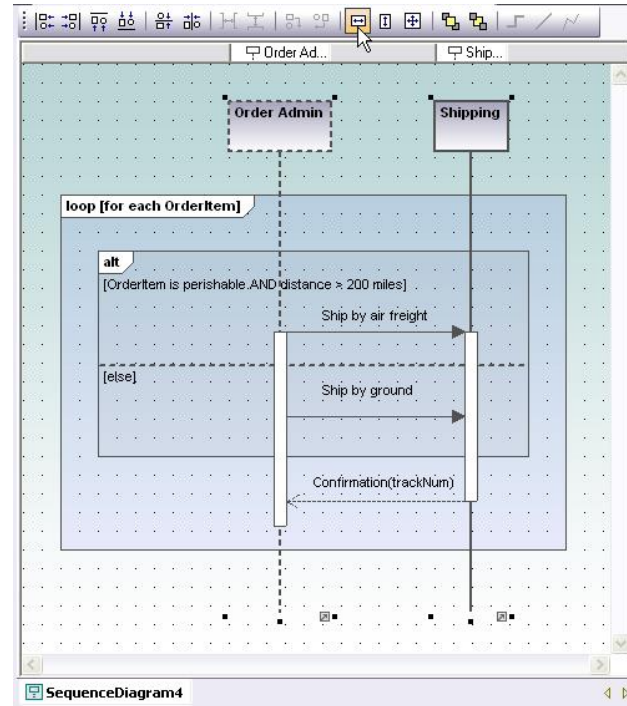 Order Ad...
Ship...
Order Admin
Shipping
loop [for each OrderItem]
alt
[OrderItem is perishable AND distance > 200 miles]
Ship by air freight
[else]
Ship by ground
Confirmation(trackNum)
SequenceDiagram4